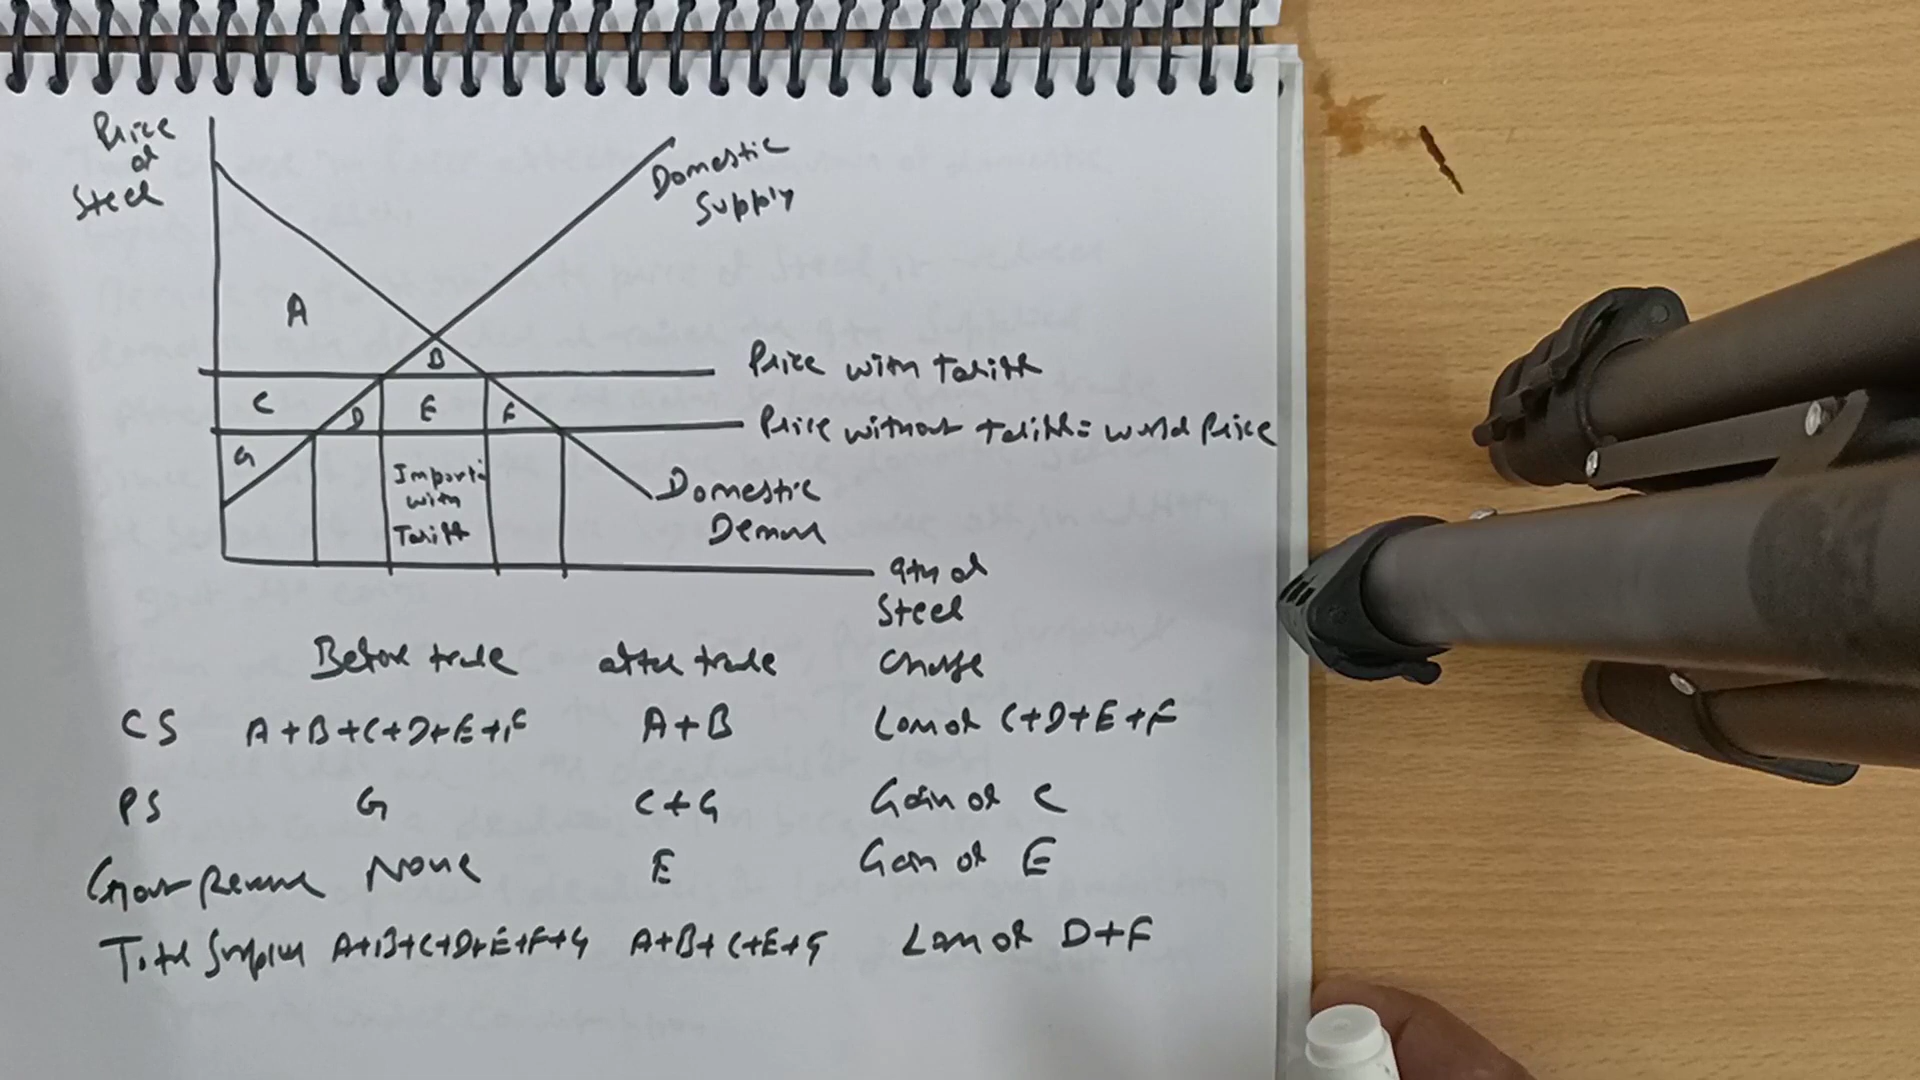 Price
of
Steel
Domestic
Supply
A
B
Price with Tariff
C
D
E
F
Price without tariff = world Price
G
Imports
with
Tariff
Domestic
Deman
Qty of
Steel
Before trade after trade Change
CS A+B+C+D+E+F A+B Loss of C+D+E+F
PS G C+G Gain of C
Govt Revenue None E Gain of E
Total Surplus A+B+C+D+E+F+G A+B+C+E+G Loss of D+F